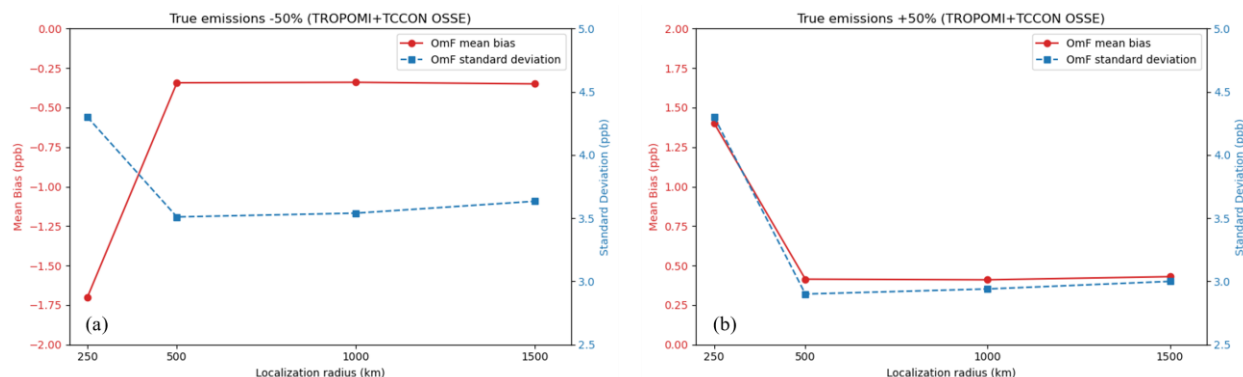 True emissions -50% (TROPOMI+TCCON OSSE)
OmF mean bias
OmF standard deviation
0.00
−0.25
−0.50
−0.75
−1.00
−1.25
−1.50
−1.75
−2.00
Mean Bias (ppb)
5.0
4.5
4.0
3.5
3.0
2.5
Standard Deviation (ppb)
(a)
250
500
1000
1500
Localization radius (km)
True emissions +50% (TROPOMI+TCCON OSSE)
OmF mean bias
OmF standard deviation
2.00
1.75
1.50
1.25
1.00
0.75
0.50
0.25
0.00
Mean Bias (ppb)
5.0
4.5
4.0
3.5
3.0
2.5
Standard Deviation (ppb)
(b)
250
500
1000
1500
Localization radius (km)